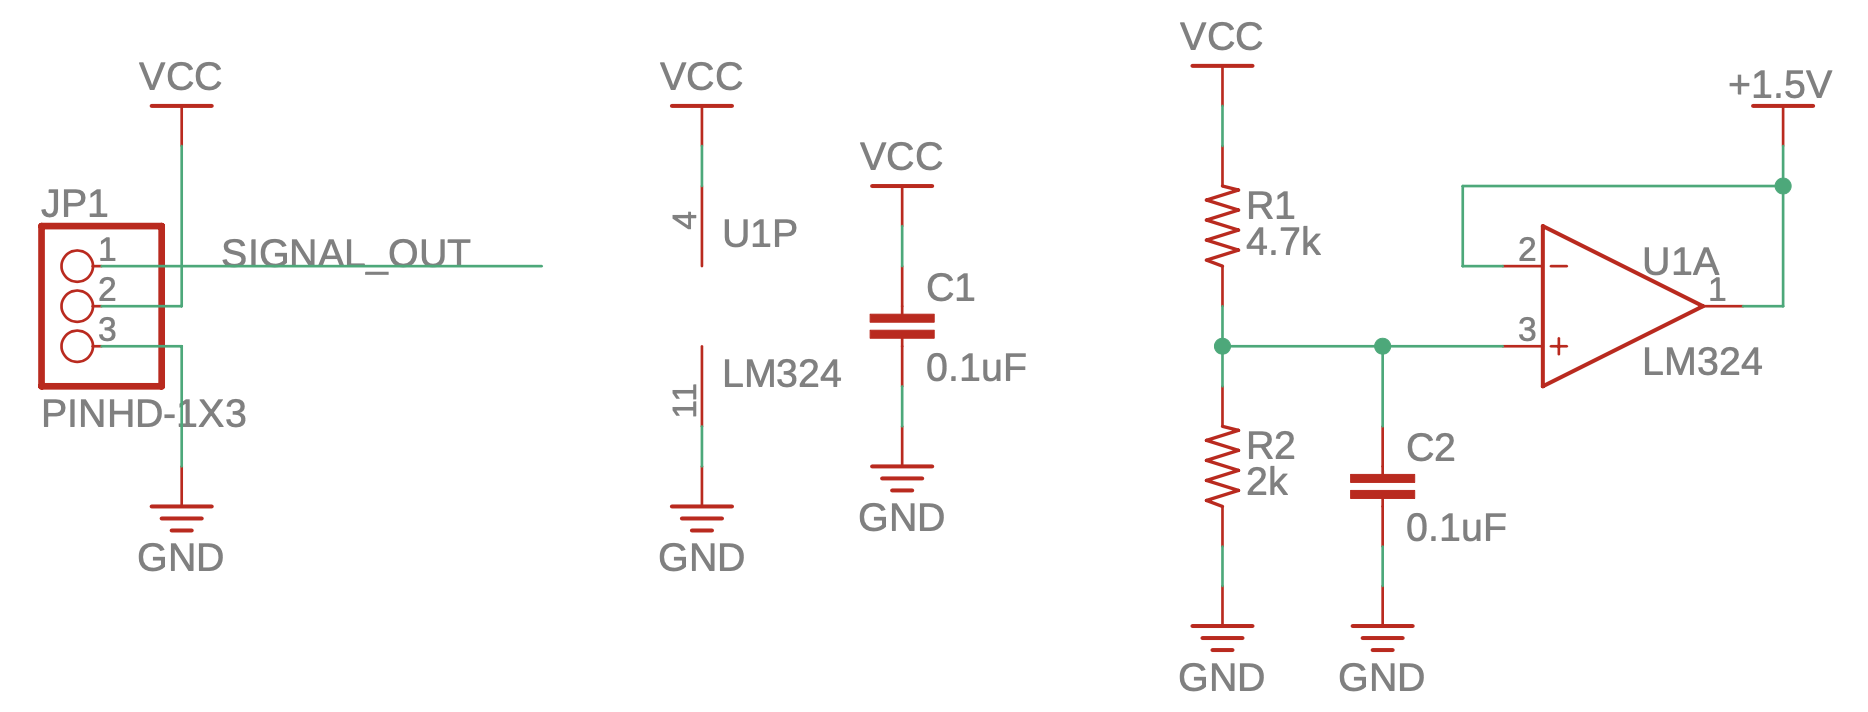 VCC
JP1
1
SIGNAL_OUT
2
3
PINHD-1X3
GND
VCC
4
U1P
11
LM324
GND
VCC
C1
0.1uF
GND
VCC
R1
4.7k
R2
2k
GND
C2
0.1uF
GND
+1.5V
2
U1A
1
3
LM324